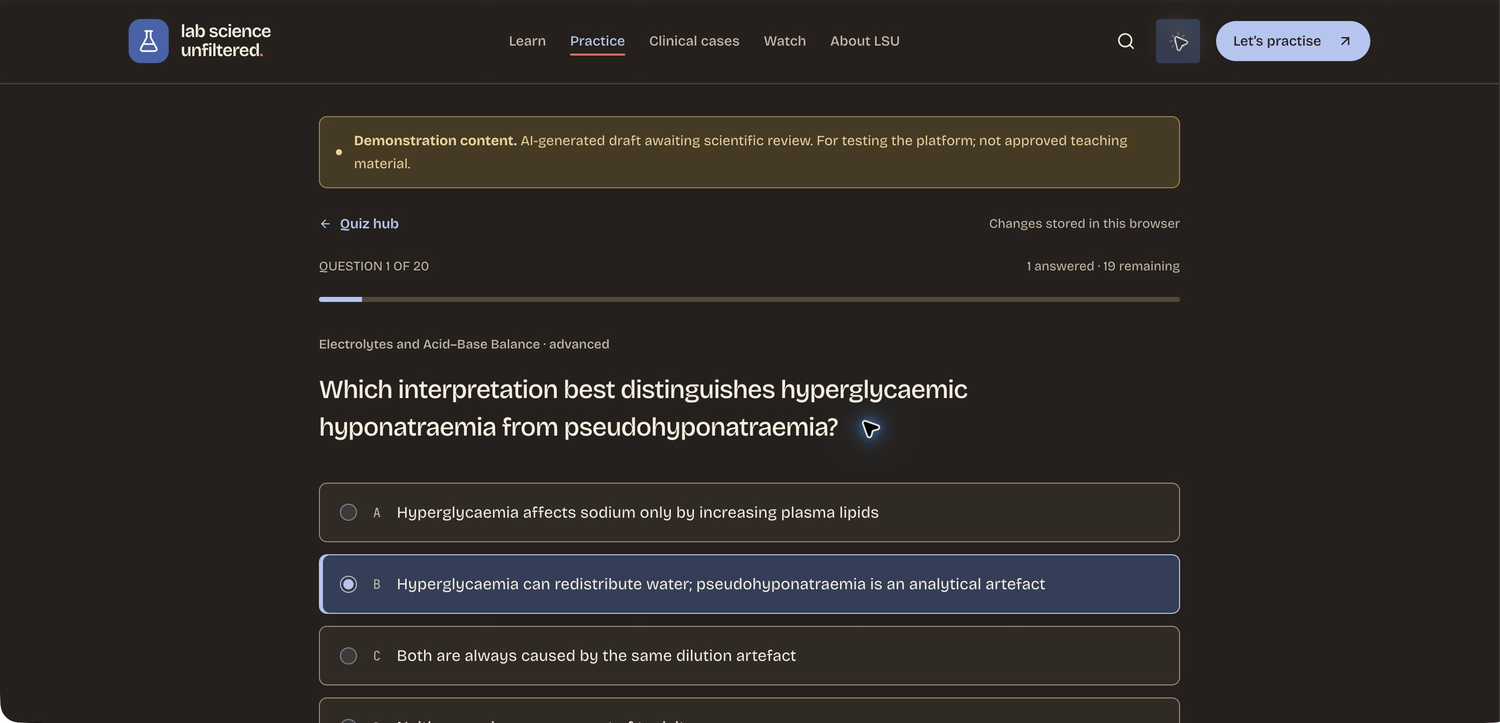 lab science
unfiltered.
Learn Practice Clinical cases Watch About LSU
Let's practise
Demonstration content. AI-generated draft awaiting scientific review. For testing the platform; not approved teaching
material.
Quiz hub
Changes stored in this browser
QUESTION 1 OF 20
1 answered · 19 remaining
Electrolytes and Acid–Base Balance · advanced
Which interpretation best distinguishes hyperglycaemic
hyponatraemia from pseudohyponatraemia?
A Hyperglycaemia affects sodium only by increasing plasma lipids
B Hyperglycaemia can redistribute water; pseudohyponatraemia is an analytical artefact
C Both are always caused by the same dilution artefact